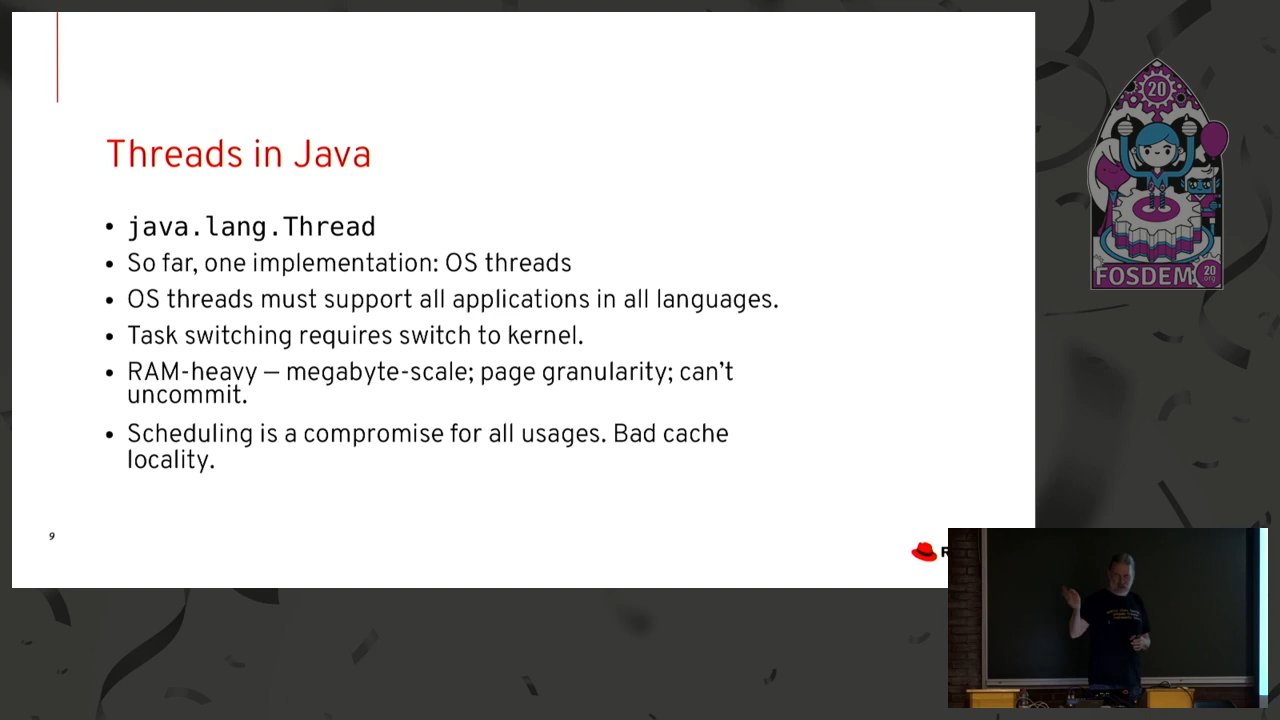 Threads in Java
• java.lang.Thread
• So far, one implementation: OS threads
• OS threads must support all applications in all languages.
• Task switching requires switch to kernel.
• RAM-heavy — megabyte-scale; page granularity; can’t
uncommit.
• Scheduling is a compromise for all usages. Bad cache
locality.
9
20
FOSDEM
20
.org